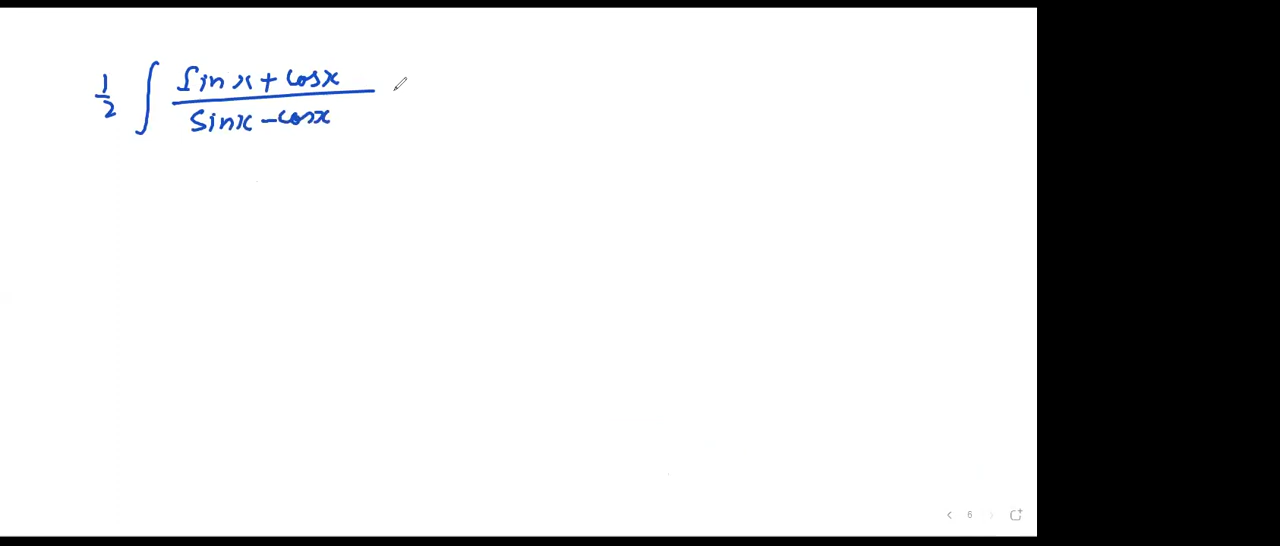 1/2 ∫ (sin x + cos x)/(sin x - cos x)
6